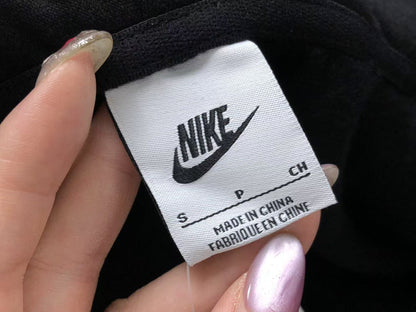 NIKE
S P CH
MADE IN CHINA
FABRIQUE EN CHINE